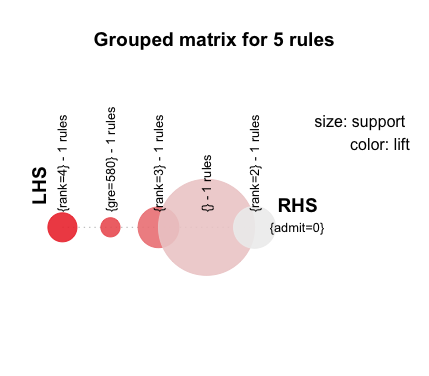 Grouped matrix for 5 rules
size: support
color: lift
LHS
{rank=4} - 1 rules
{gre=580} - 1 rules
{rank=3} - 1 rules
{} - 1 rules
{rank=2} - 1 rules
RHS
{admit=0}